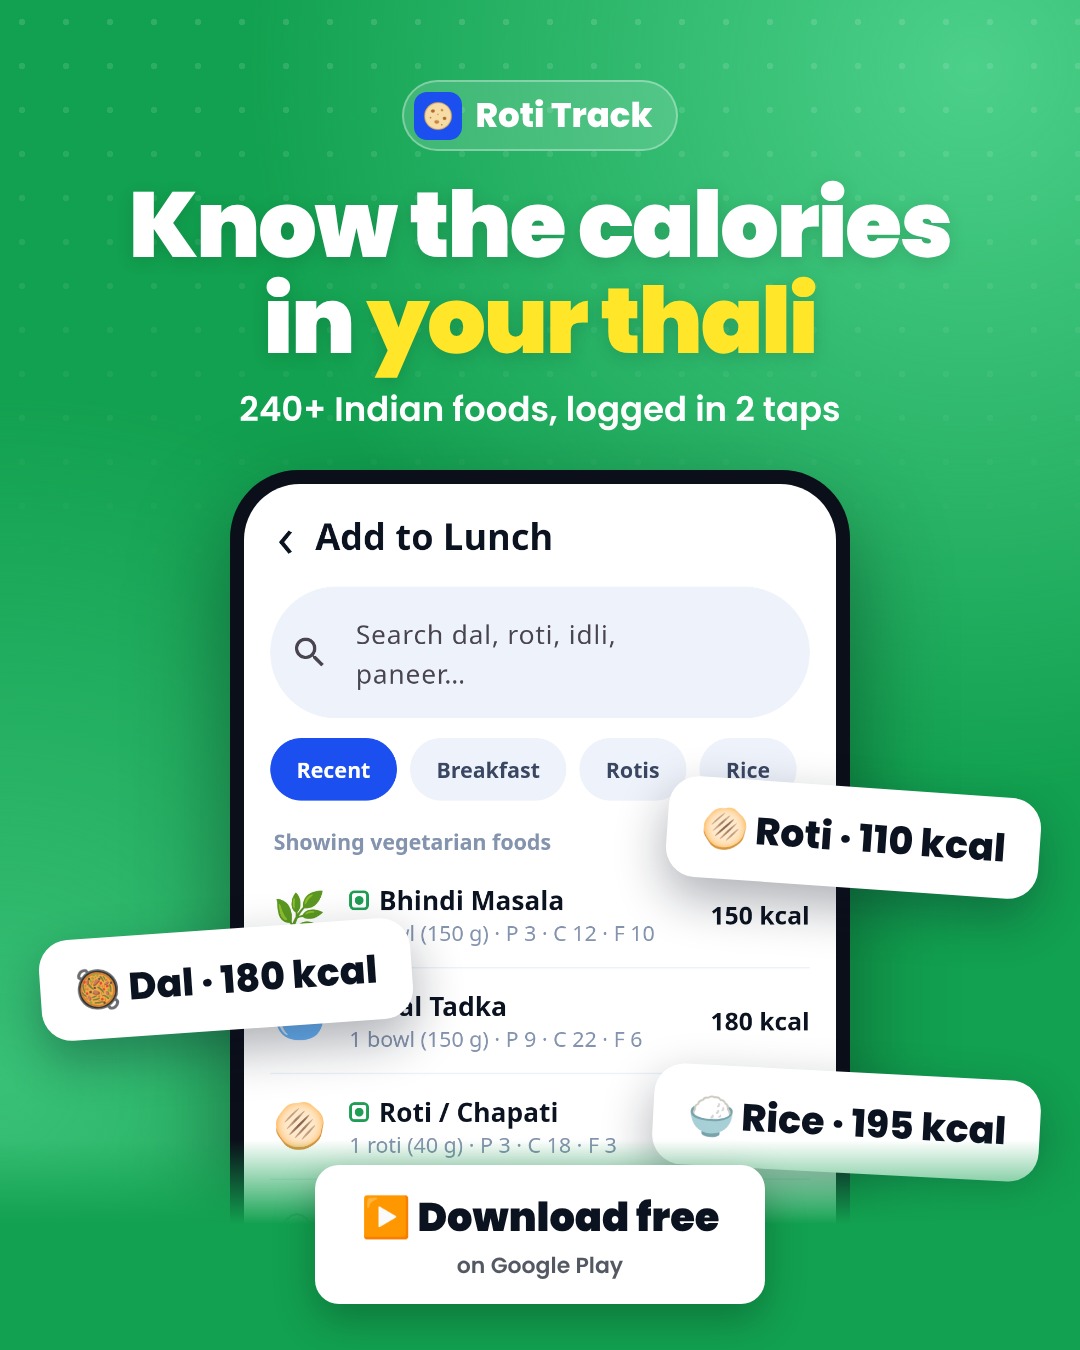 Roti Track
Know the calories
in your thali
240+ Indian foods, logged in 2 taps
Add to Lunch
Search dal, roti, idli,
paneer...
Recent
Breakfast
Rotis
Rice
Roti · 110 kcal
Showing vegetarian foods
Bhindi Masala
(150 g) · P 3 · C 12 · F 10
150 kcal
Dal · 180 kcal
Tadka
1 bowl (150 g) · P 9 · C 22 · F 6
180 kcal
Roti / Chapati
1 roti (40 g) · P 3 · C 18 · F 3
Rice · 195 kcal
Download free
on Google Play